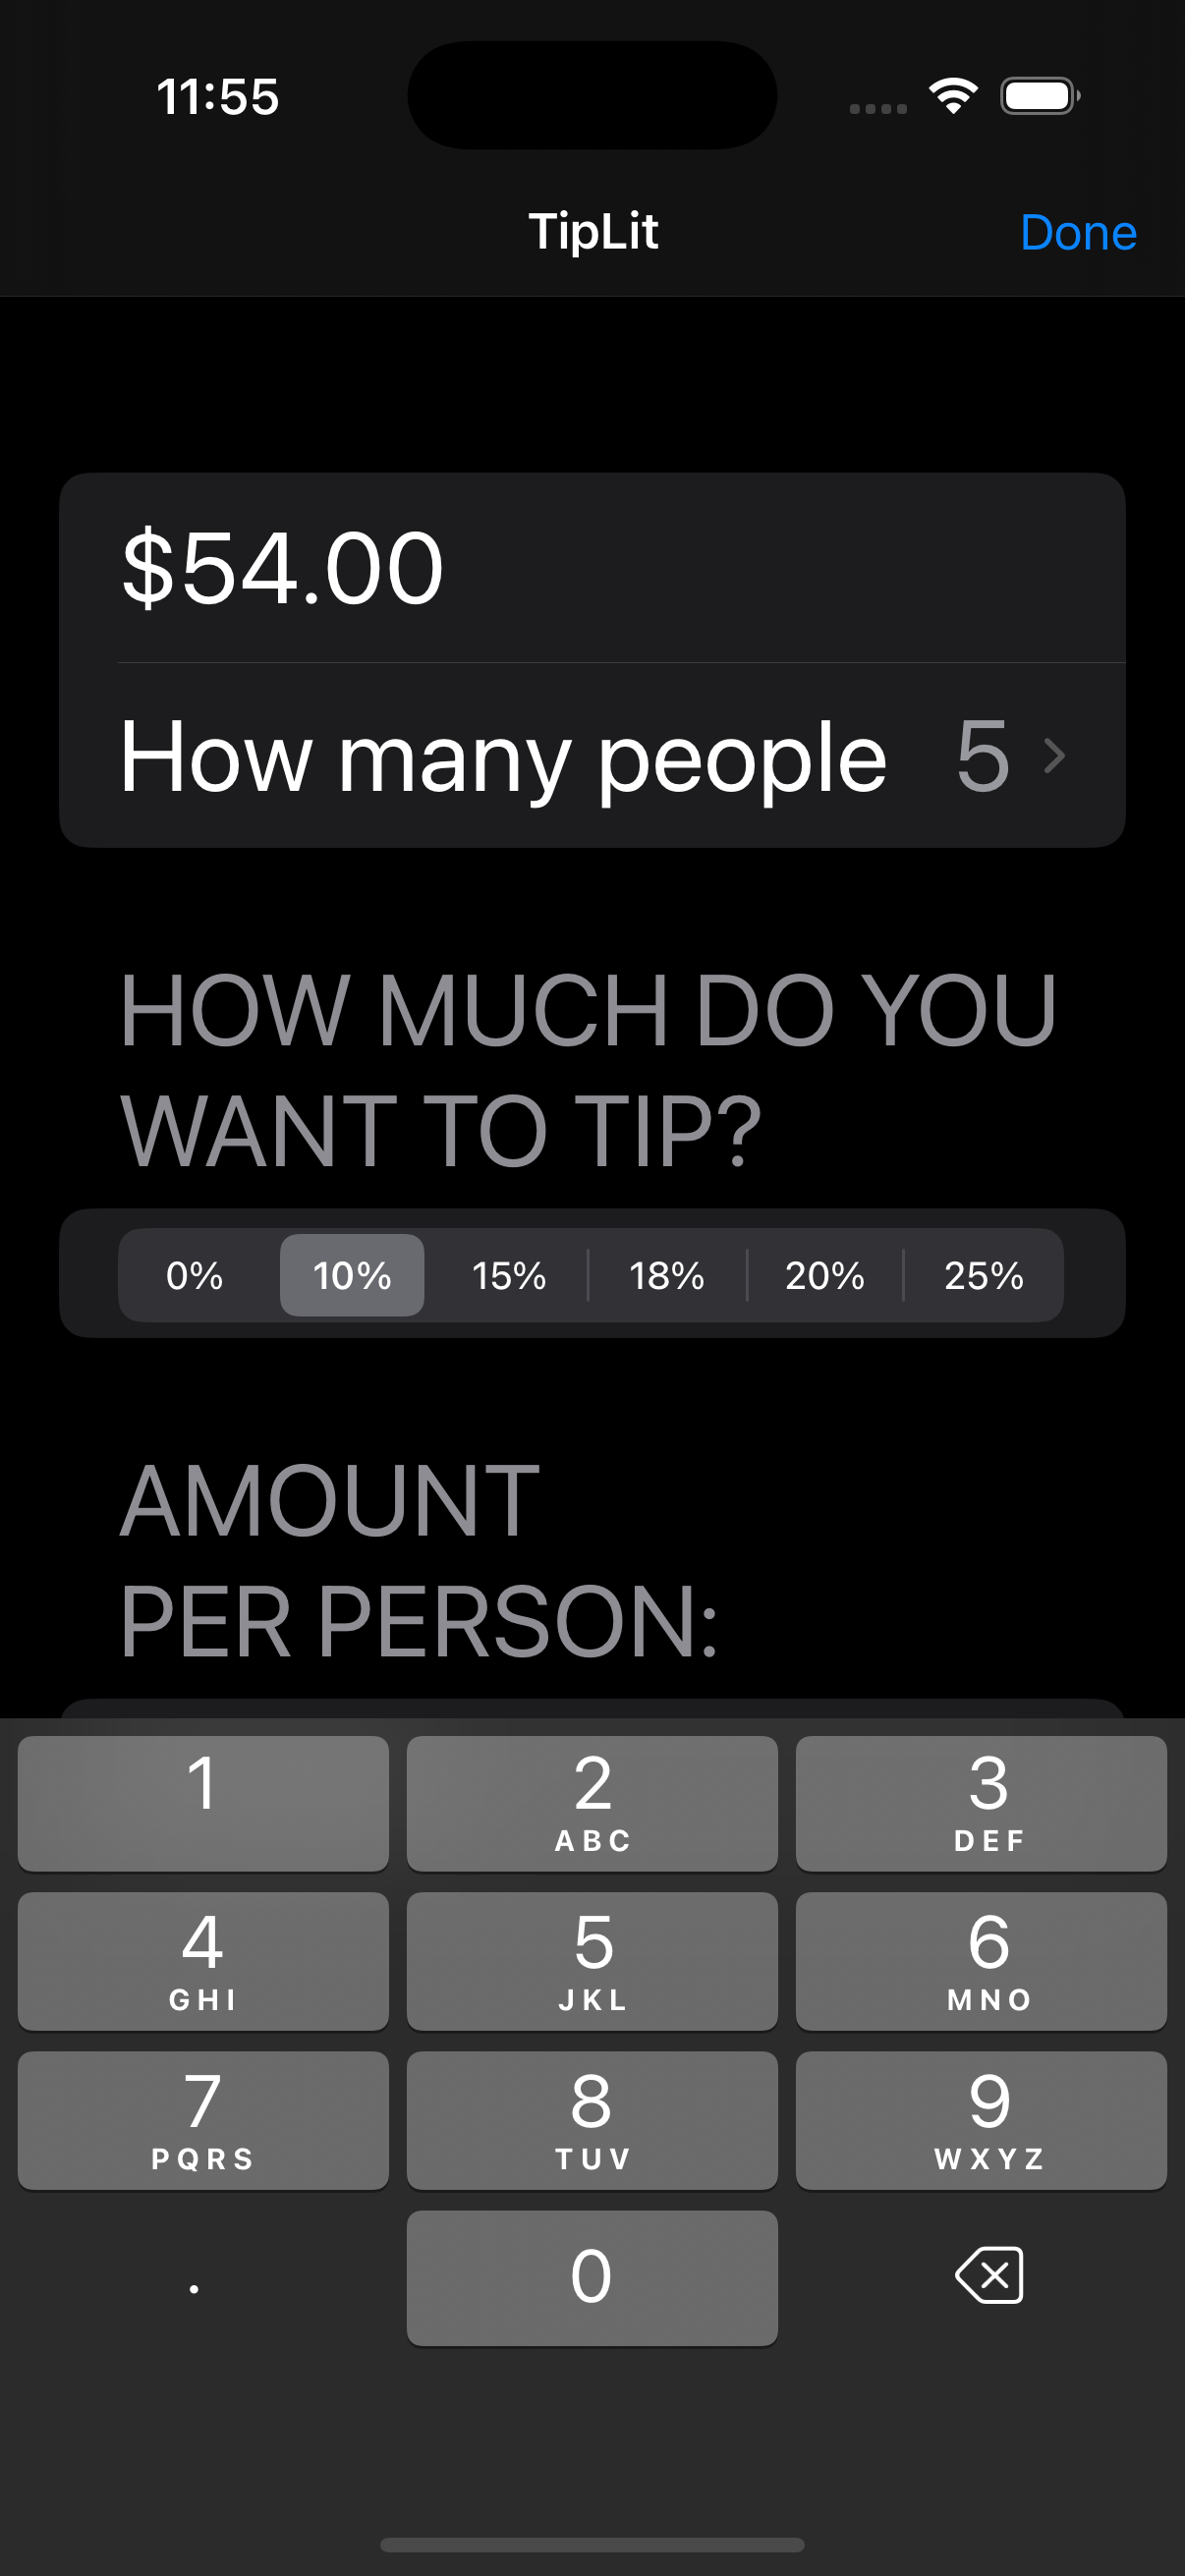 11:55
TipLit
Done
$54.00
How many people 5
HOW MUCH DO YOU
WANT TO TIP?
0% 10% 15% 18% 20% 25%
AMOUNT
PER PERSON:
1 2 3
ABC DEF
4 5 6
GHI JKL MNO
7 8 9
PQRS TUV WXYZ
. 0